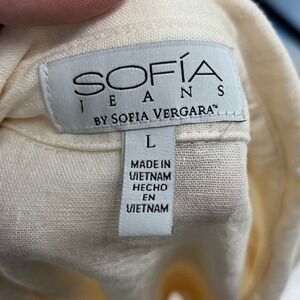 SOFÍA
JEANS
BY SOFIA VERGARA™
L
MADE IN
VIETNAM
HECHO
EN
VIETNAM